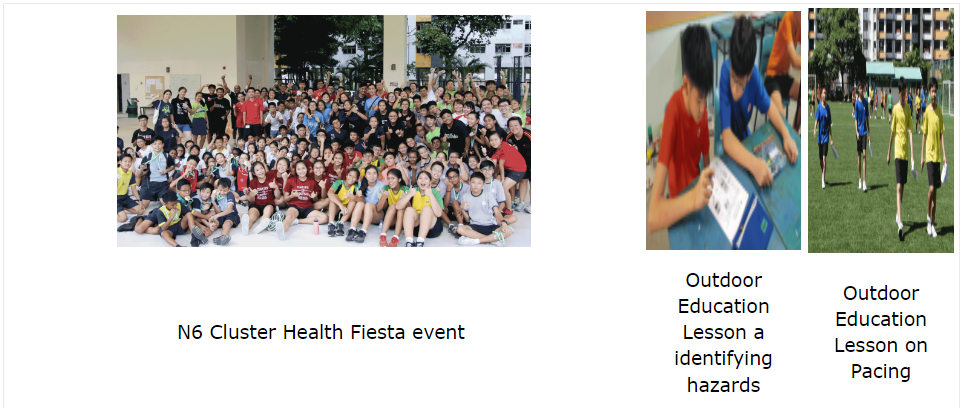 N6 Cluster Health Fiesta event
Outdoor
Education
Lesson a
identifying
hazards
Outdoor
Education
Lesson on
Pacing